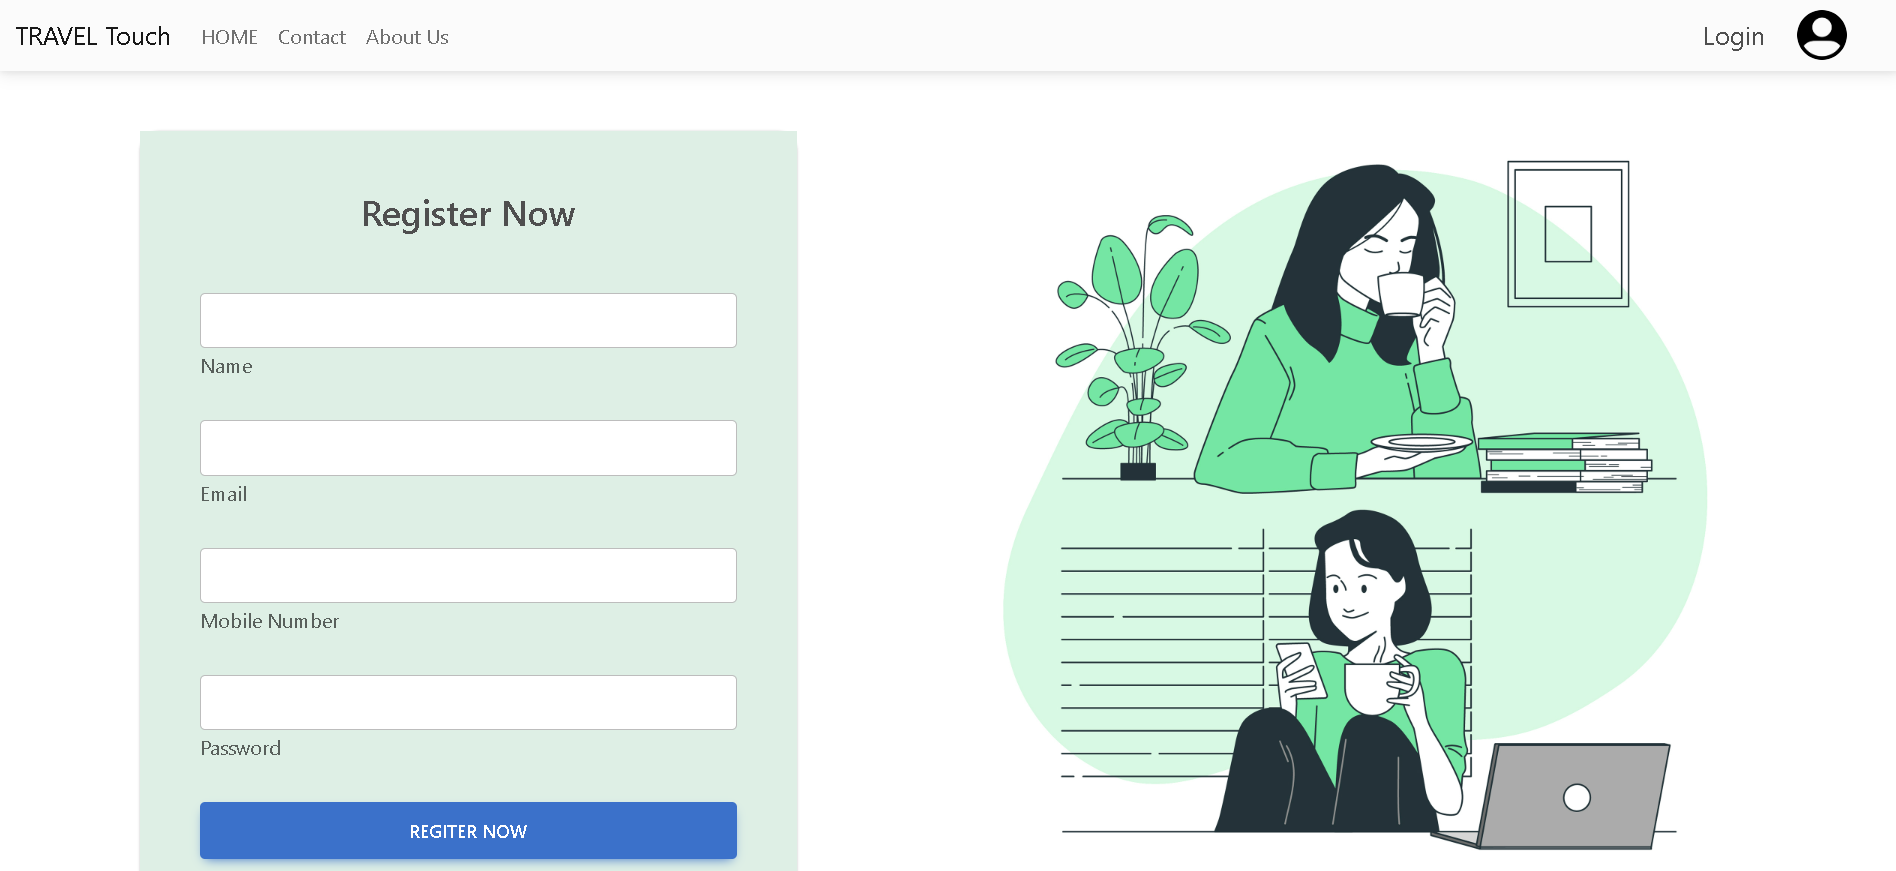 TRAVEL Touch HOME Contact About Us Login
Register Now
Name
Email
Mobile Number
Password
REGITER NOW